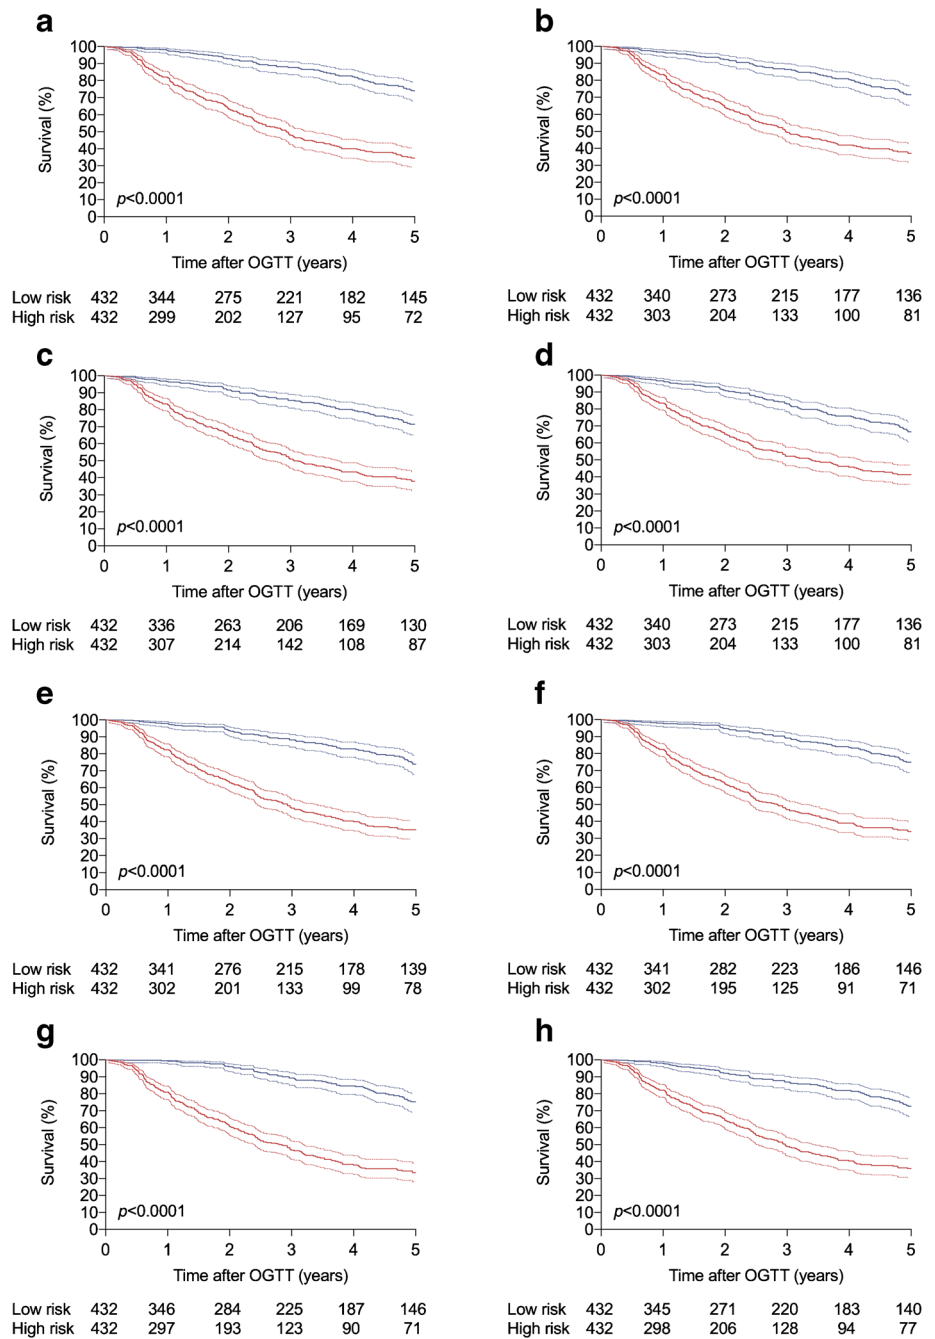 a
100
90
80
70
60
50
40
30
20
10
0
Survival (%)
p<0.0001
0 1 2 3 4 5
Time after OGTT (years)
Low risk 432 344 275 221 182 145
High risk 432 299 202 127 95 72
b
100
90
80
70
60
50
40
30
20
10
0
Survival (%)
p<0.0001
0 1 2 3 4 5
Time after OGTT (years)
Low risk 432 340 273 215 177 136
High risk 432 303 204 133 100 81
c
100
90
80
70
60
50
40
30
20
10
0
Survival (%)
p<0.0001
0 1 2 3 4 5
Time after OGTT (years)
Low risk 432 336 263 206 169 130
High risk 432 307 214 142 108 87
d
100
90
80
70
60
50
40
30
20
10
0
Survival (%)
p<0.0001
0 1 2 3 4 5
Time after OGTT (years)
Low risk 432 340 273 215 177 136
High risk 432 303 204 133 100 81
e
100
90
80
70
60
50
40
30
20
10
0
Survival (%)
p<0.0001
0 1 2 3 4 5
Time after OGTT (years)
Low risk 432 341 276 215 178 139
High risk 432 302 201 133 99 78
f
100
90
80
70
60
50
40
30
20
10
0
Survival (%)
p<0.0001
0 1 2 3 4 5
Time after OGTT (years)
Low risk 432 341 282 223 186 146
High risk 432 302 195 125 91 71
g
100
90
80
70
60
50
40
30
20
10
0
Survival (%)
p<0.0001
0 1 2 3 4 5
Time after OGTT (years)
Low risk 432 346 284 225 187 146
High risk 432 297 193 123 90 71
h
100
90
80
70
60
50
40
30
20
10
0
Survival (%)
p<0.0001
0 1 2 3 4 5
Time after OGTT (years)
Low risk 432 345 271 220 183 140
High risk 432 298 206 128 94 77